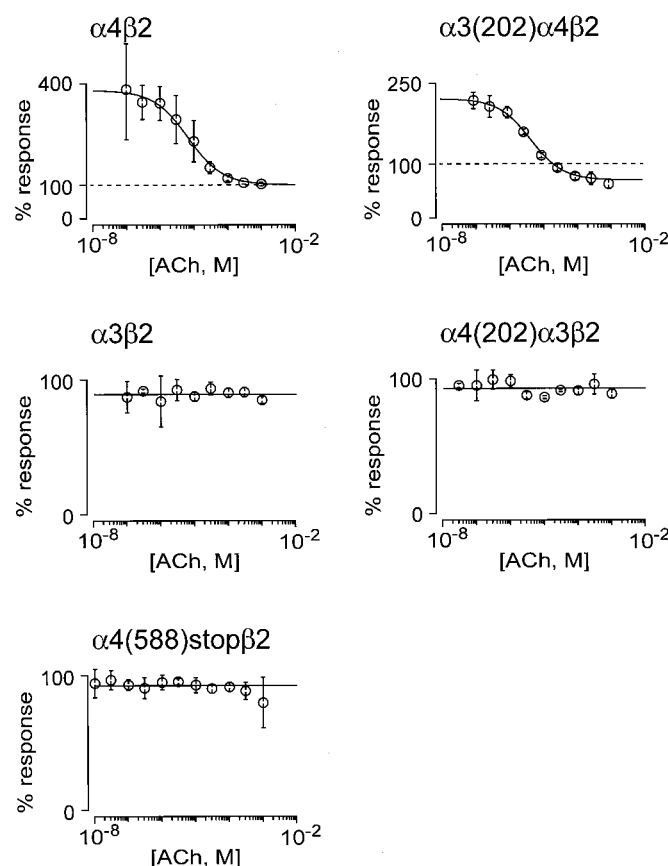 α4β2
% response
400
100
0
10-8
10-2
[ACh, M]
α3(202)α4β2
% response
250
100
0
10-8
10-2
[ACh, M]
α3β2
% response
100
0
10-8
10-2
[ACh, M]
α4(202)α3β2
% response
100
0
10-8
10-2
[ACh, M]
α4(588)stopβ2
% response
100
0
10-8
10-2
[ACh, M]